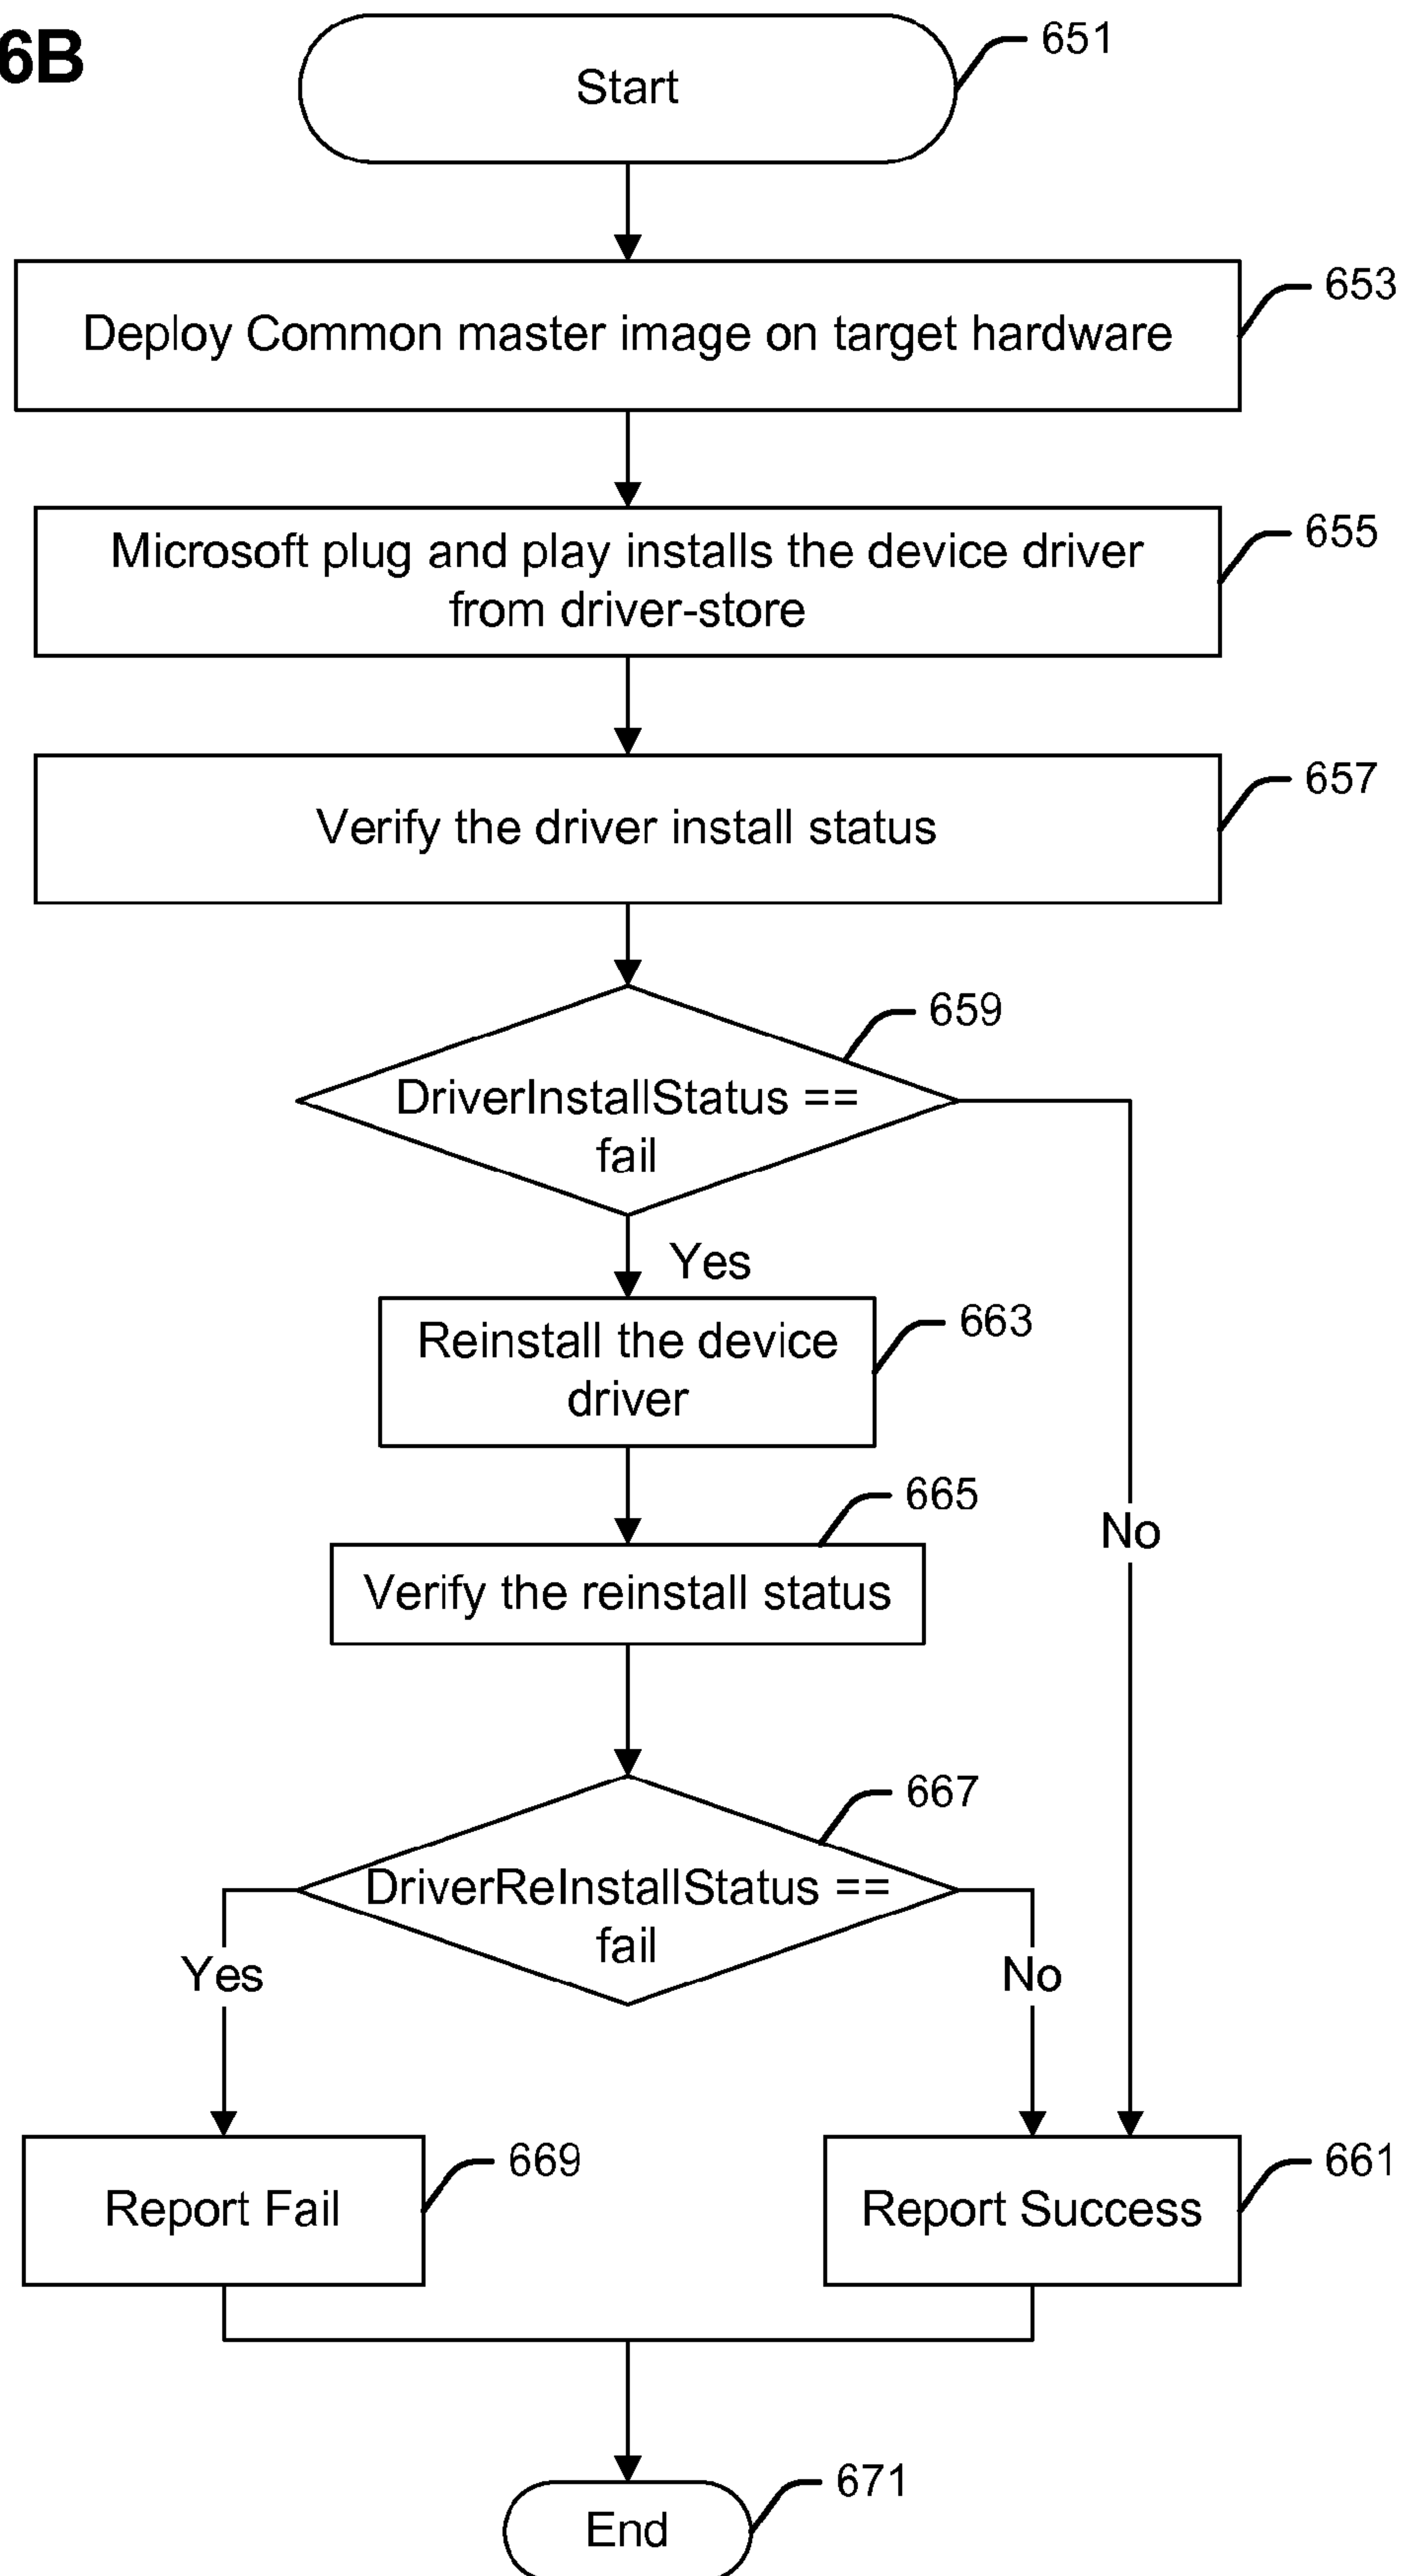 6B
Start
651
Deploy Common master image on target hardware
653
Microsoft plug and play installs the device driver
from driver-store
655
Verify the driver install status
657
659
DriverInstallStatus ==
fail
Yes
Reinstall the device
driver
663
665
Verify the reinstall status
No
667
DriverReInstallStatus ==
fail
Yes
No
Report Fail
669
Report Success
661
671
End